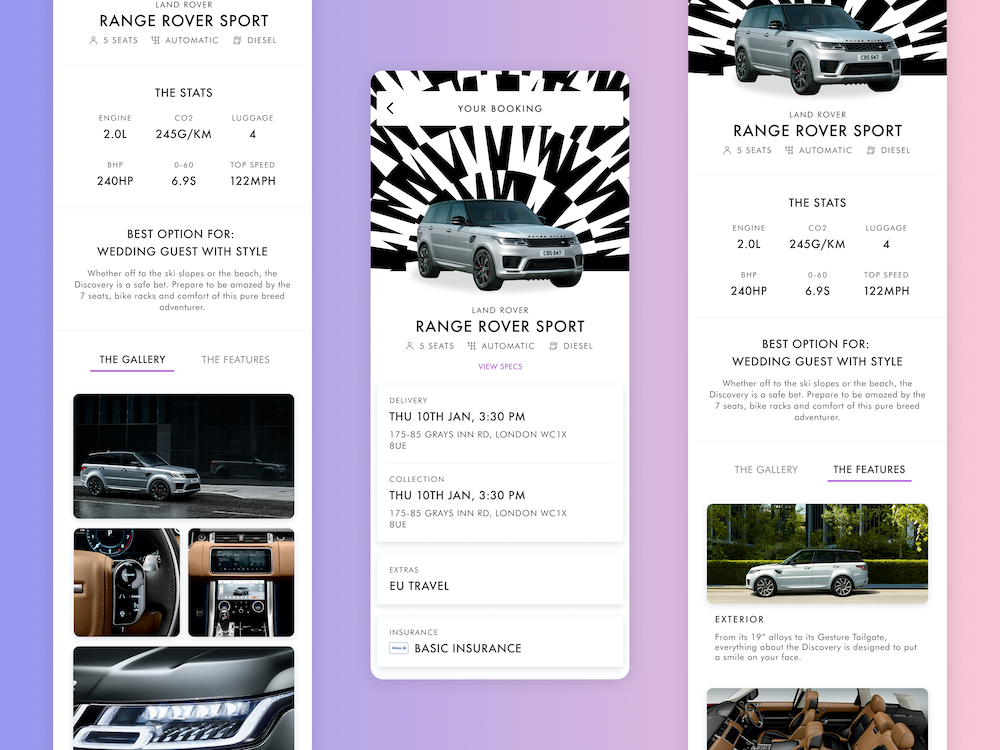 LAND ROVER
RANGE ROVER SPORT
5 SEATS AUTOMATIC DIESEL
THE STATS
ENGINE CO2 LUGGAGE
2.0L 245G/KM 4
BHP 0-60 TOP SPEED
240HP 6.9S 122MPH
BEST OPTION FOR:
WEDDING GUEST WITH STYLE
Whether off to the ski slopes or the beach, the
Discovery is a safe bet. Prepare to be amazed by the
7 seats, bike racks and comfort of this pure breed
adventurer.
THE GALLERY THE FEATURES
YOUR BOOKING
RANGE ROVER
CB5 547
LAND ROVER
RANGE ROVER SPORT
5 SEATS AUTOMATIC DIESEL
VIEW SPECS
DELIVERY
THU 10TH JAN, 3:30 PM
175-85 GRAYS INN RD, LONDON WC1X
8UE
COLLECTION
THU 10TH JAN, 3:30 PM
175-85 GRAYS INN RD, LONDON WC1X
8UE
EXTRAS
EU TRAVEL
INSURANCE
Allianz BASIC INSURANCE
RANGE ROVER
CB5 547
LAND ROVER
RANGE ROVER SPORT
5 SEATS AUTOMATIC DIESEL
THE STATS
ENGINE CO2 LUGGAGE
2.0L 245G/KM 4
BHP 0-60 TOP SPEED
240HP 6.9S 122MPH
BEST OPTION FOR:
WEDDING GUEST WITH STYLE
Whether off to the ski slopes or the beach, the
Discovery is a safe bet. Prepare to be amazed by the
7 seats, bike racks and comfort of this pure breed
adventurer.
THE GALLERY THE FEATURES
EXTERIOR
From its 19” alloys to its Gesture Tailgate,
everything about the Discovery is designed to put
a smile on your face.